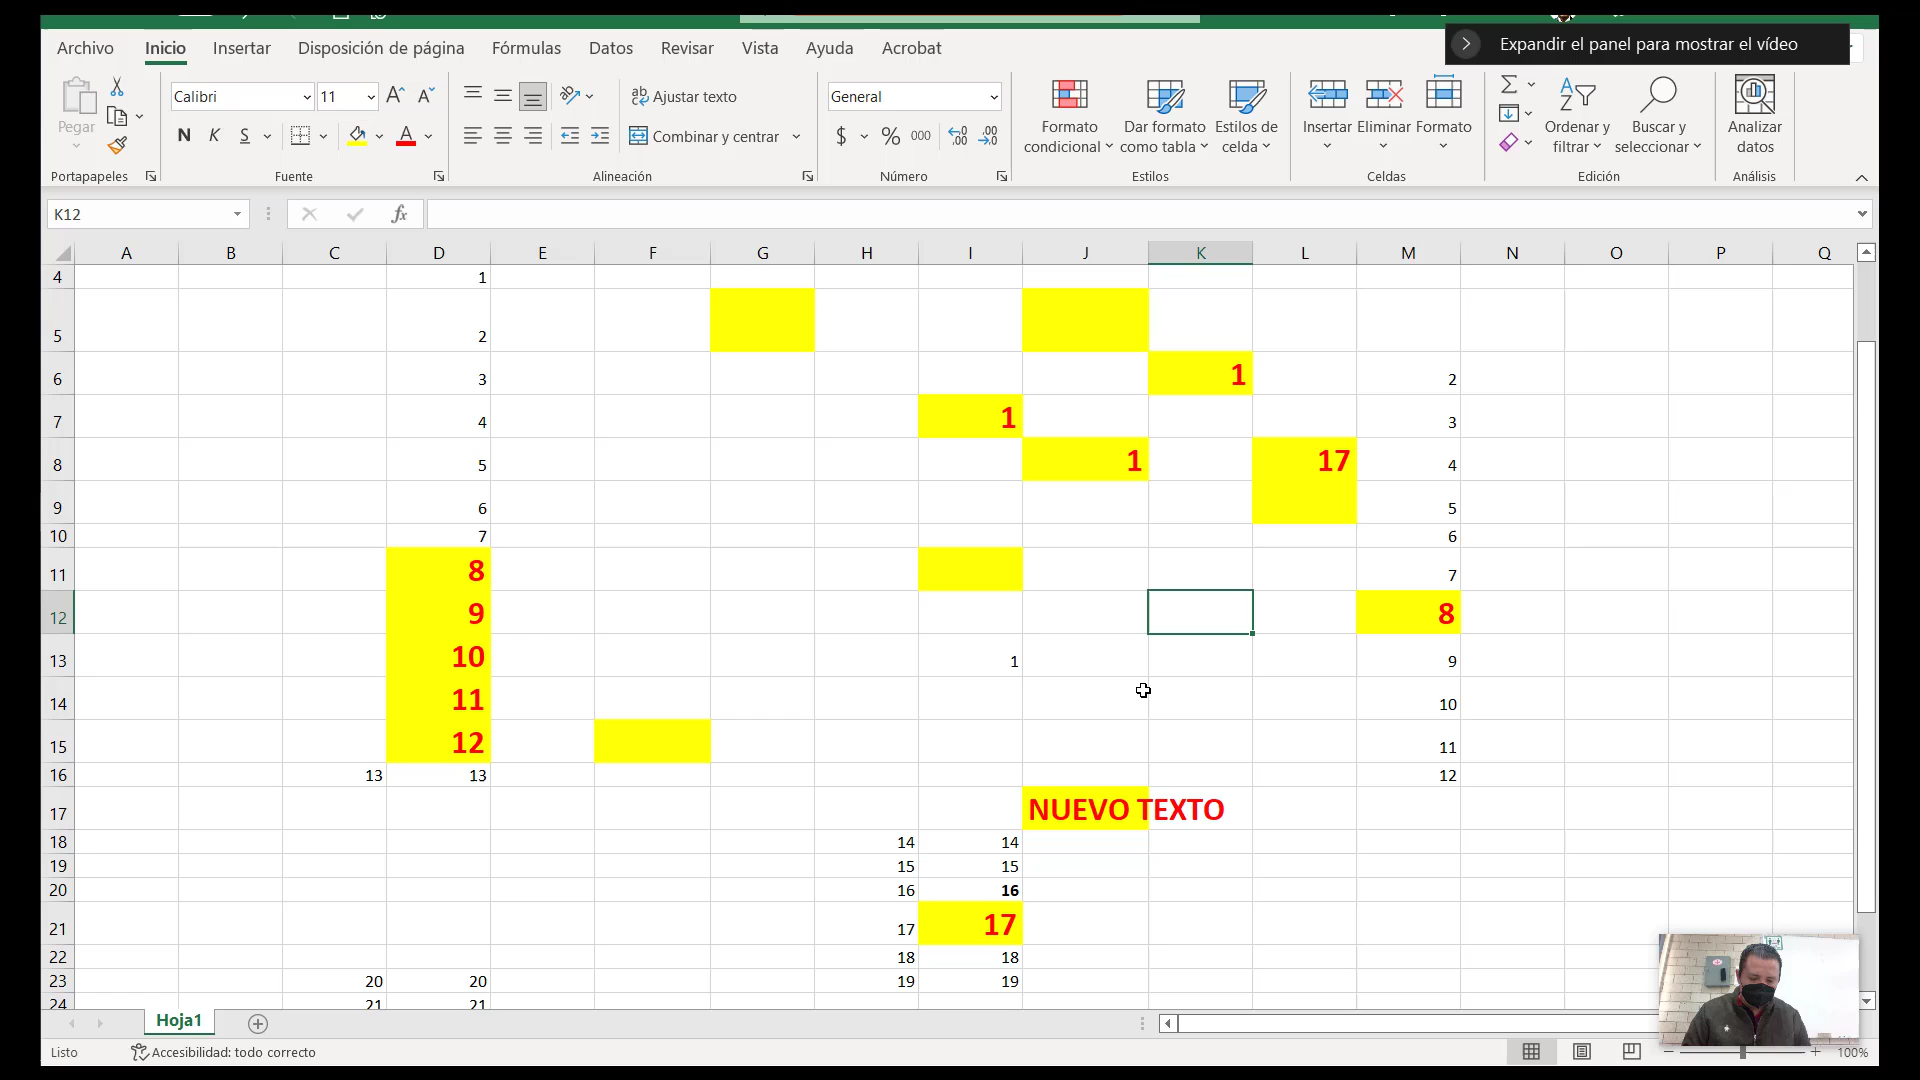 Archivo Inicio Insertar Disposición de página Fórmulas Datos Revisar Vista Ayuda Acrobat
Expandir el panel para mostrar el vídeo
Pegar
Calibri 11
N K S
Ajustar texto
Combinar y centrar
General
$ % 000
Formato condicional
Dar formato como tabla
Estilos de celda
Insertar Eliminar Formato
Ordenar y filtrar
Buscar y seleccionar
Analizar datos
Portapapeles Fuente Alineación Número Estilos Celdas Edición Análisis
K12
fx
A B C D E F G H I J K L M N O P Q
4 1
5 2
6 3 1 2
7 4 1 3
8 5 1 17 4
9 6 5
10 7 6
11 8 7
12 9 8
13 10 1 9
14 11 10
15 12 11
16 13 13 12
17 NUEVO TEXTO
18 14 14
19 15 15
20 16 16
21 17 17
22 18 18
23 20 20 19 19
24 21 21
Hoja1
Listo Accesibilidad: todo correcto 100%